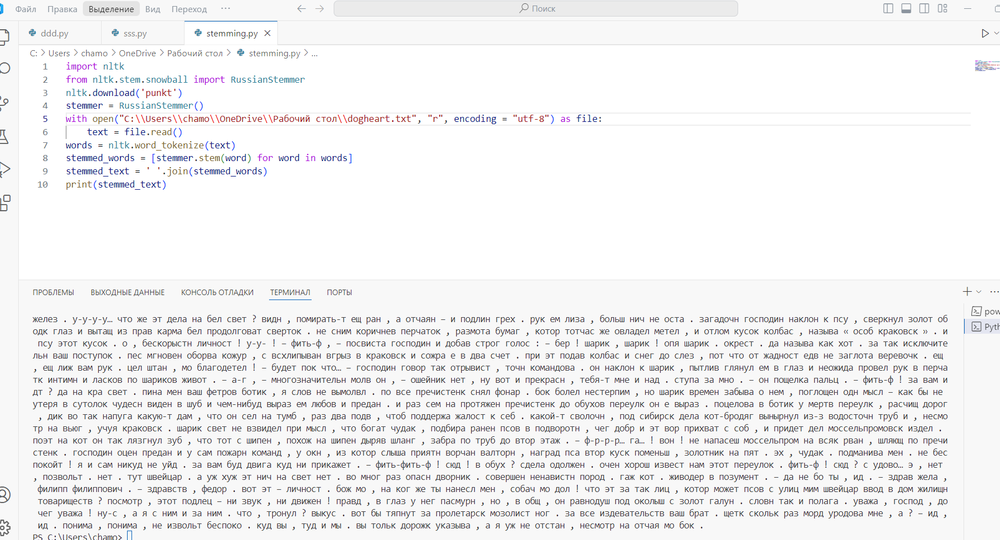 Файл Правка Выделение Вид Переход ··· Поиск
ddd.py sss.py stemming.py
C: > Users > chamo > OneDrive > Рабочий стол > stemming.py > ...
1 import nltk
2 from nltk.stem.snowball import RussianStemmer
3 nltk.download('punkt')
4 stemmer = RussianStemmer()
5 with open("C:\\Users\\chamo\\OneDrive\\Рабочий стол\\dogheart.txt", "r", encoding = "utf-8") as file:
6 text = file.read()
7 words = nltk.word_tokenize(text)
8 stemmed_words = [stemmer.stem(word) for word in words]
9 stemmed_text = ' '.join(stemmed_words)
10 print(stemmed_text)
ПРОБЛЕМЫ ВЫХОДНЫЕ ДАННЫЕ КОНСОЛЬ ОТЛАДКИ ТЕРМИНАЛ ПОРТЫ
pow
Pyth
желез . у-у-у-у… что же эт дела на бел свет ? видн , помирать-т ещ ран , а отчаян – и подлин грех . рук ем лиза , больш нич не оста . загадочн господин наклон к псу , сверкнул золот об
одк глаз и вытащ из прав карма бел продолговат сверток . не сним коричнев перчаток , размота бумаг , котор тотчас же овладел метел , и отлом кусок колбас , называ « особ краковск » . и
псу этот кусок . о , бескорыстн личност ! у-у- ! – фить-ф , – посвиста господин и добав строг голос : – бер ! шарик , шарик ! опя шарик . окрест . да называ как хот . за так исключите
льн ваш поступок . пес мгновен оборва кожур , с всхлипыван вгрыз в краковск и сожра е в два счет . при эт подав колбас и снег до слез , пот что от жадност едв не заглота веревочк . ещ
, ещ лиж вам рук . цел штан , мо благодетел ! – будет пок что… – господин говор так отрывист , точн командова . он наклон к шарик , пытлив глянул ем в глаз и неожида провел рук в перча
тк интимн и ласков по шариков живот . – а-г , – многозначительн молв он , – ошейник нет , ну вот и прекрасн , тебя-т мне и над . ступа за мно . – он пощелка пальц . – фить-ф ! за вам и
дт ? да на кра свет . пина мен ваш фетров ботик , я слов не вымолвл . по все пречистенк снял фонар . бок болел нестерпим , но шарик времен забыва о нем , поглощен одн мысл – как бы не
утеря в сутолок чудесн виден в шуб и чем-нибуд выраз ем любов и предан . и раз сем на протяжен пречистенк до обухов переулк он е выраз . поцелова в ботик у мертв переулк , расчищ дорог
, дик во так напуга какую-т дам , что он сел на тумб , раз два подв , чтоб поддержа жалост к себ . какой-т сволочн , под сибирск дела кот-бродяг вынырнул из-з водосточн труб и , несмо
тр на вьюг , учуя краковск . шарик свет не взвидел при мысл , что богат чудак , подбира ранен псов в подворотн , чег добр и эт вор прихват с соб , и придет дел моссельпромовск издел .
поэт на кот он так лязгнул зуб , что тот с шипен , похож на шипен дыряв шланг , забра по труб до втор этаж . – ф-р-р-р… га… ! вон ! не напасеш моссельпром на всяк рван , шляющ по пречи
стенк . господин оцен предан и у сам пожарн команд , у окн , из котор слыша приятн ворчан валторн , наград пса втор куск поменьш , золотник на пят . эх , чудак . подманива мен . не бес
покойт ! я и сам никуд не уйд . за вам буд двига куд ни прикажет . – фить-фить-ф ! сюд ! в обух ? сдела одолжен . очен хорош извест нам этот переулок . фить-ф ! сюд ? с удово… э , нет
, позвольт . нет . тут швейцар . а уж хуж эт нич на свет нет . во мног раз опасн дворник . совершен ненавистн пород . гаж кот . живодер в позумент . – да не бо ты , ид . – здрав жела ,
филипп филиппович . – здравств , федор . вот эт – личност . бож мо , на ког же ты нанесл мен , собач мо дол ! что эт за так лиц , котор может псов с улиц мим швейцар ввод в дом жилищн
товариществ ? посмотр , этот подлец – ни звук , ни движен ! правд , в глаз у нег пасмурн , но , в общ , он равнодуш под околыш с золот галун . словн так и полага . уважа , господ , до
чег уважа ! ну-с , а я с ним и за ним . что , тронул ? выкус . вот бы тяпнут за пролетарск мозолист ног . за все издевательств ваш брат . щетк скольк раз морд уродова мне , а ? – ид ,
ид . понима , понима , не извольт беспоко . куд вы , туд и мы . вы тольк дорожк указыва , а я уж не отстан , несмотр на отчая мо бок .
PS C:\Users\chamo>